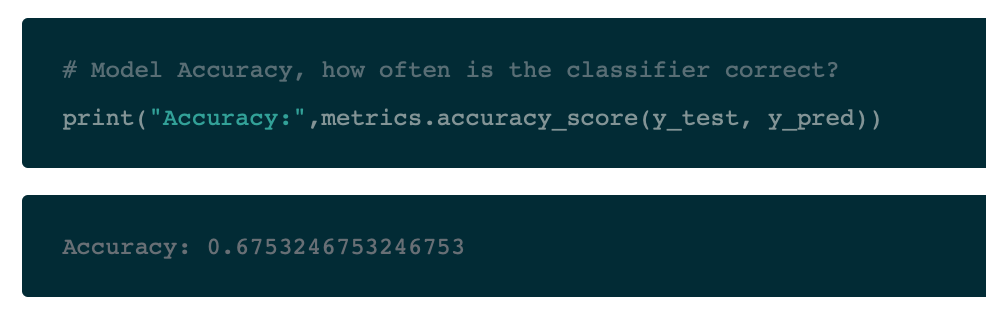 # Model Accuracy, how often is the classifier correct?
print("Accuracy:",metrics.accuracy_score(y_test, y_pred))
Accuracy: 0.6753246753246753